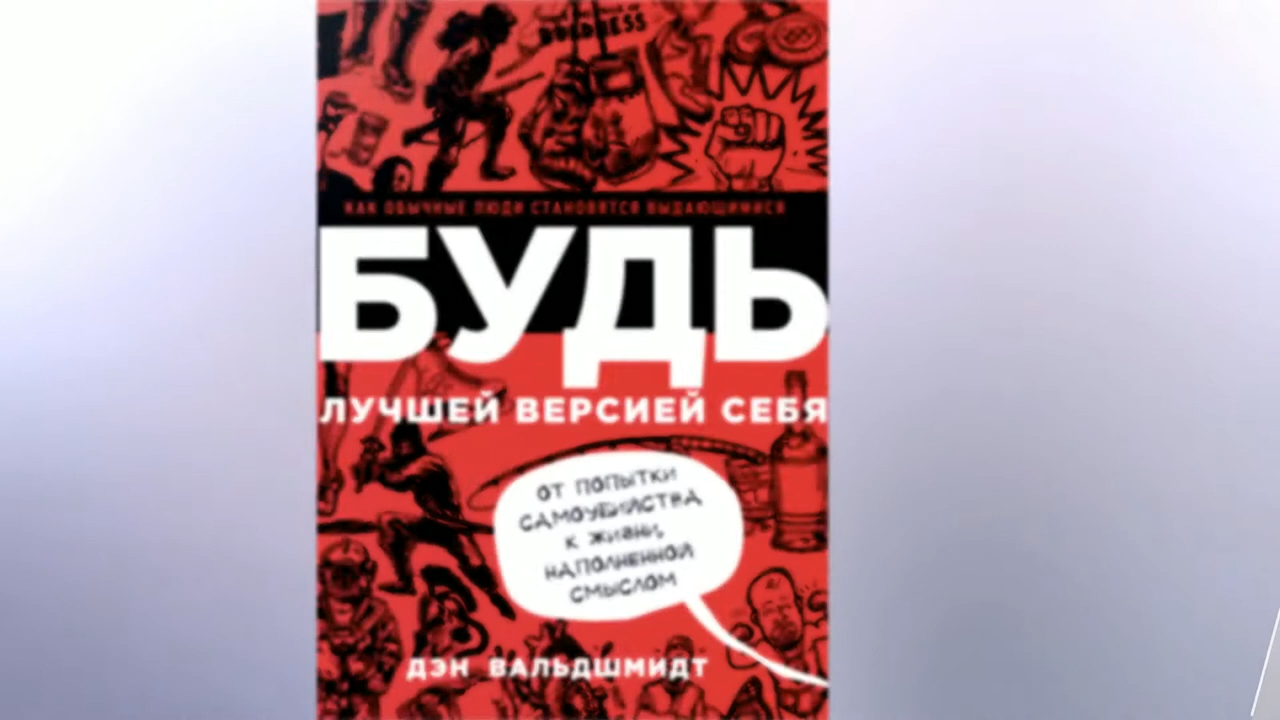 КАК ОБЫЧНЫЕ ЛЮДИ СТАНОВЯТСЯ ВЫДАЮЩИМИСЯ
БУДЬ
ЛУЧШЕЙ ВЕРСИЕЙ СЕБЯ
ОТ ПОПЫТКИ
САМОУБИЙСТВА
К ЖИЗНИ,
НАПОЛНЕННОЙ
СМЫСЛОМ
ДЭН ВАЛЬДШМИДТ